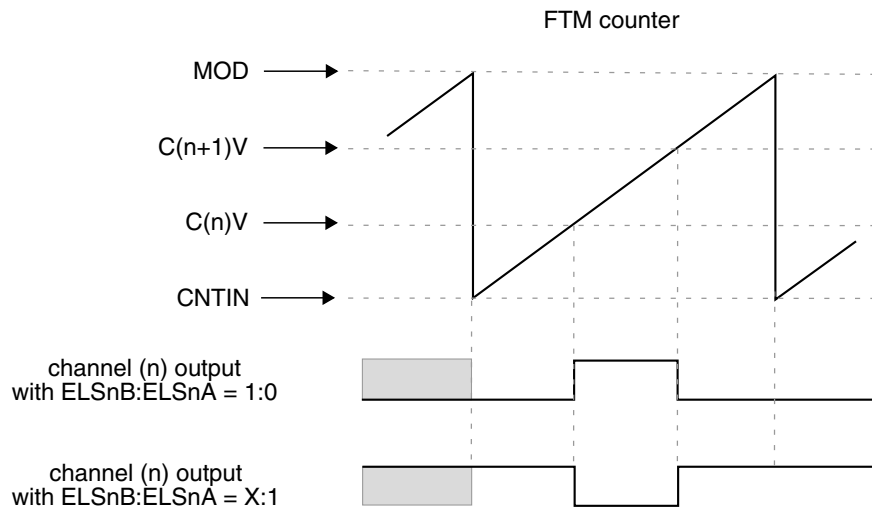 FTM counter
MOD
C(n+1)V
C(n)V
CNTIN
channel (n) output
with ELSnB:ELSnA = 1:0
channel (n) output
with ELSnB:ELSnA = X:1